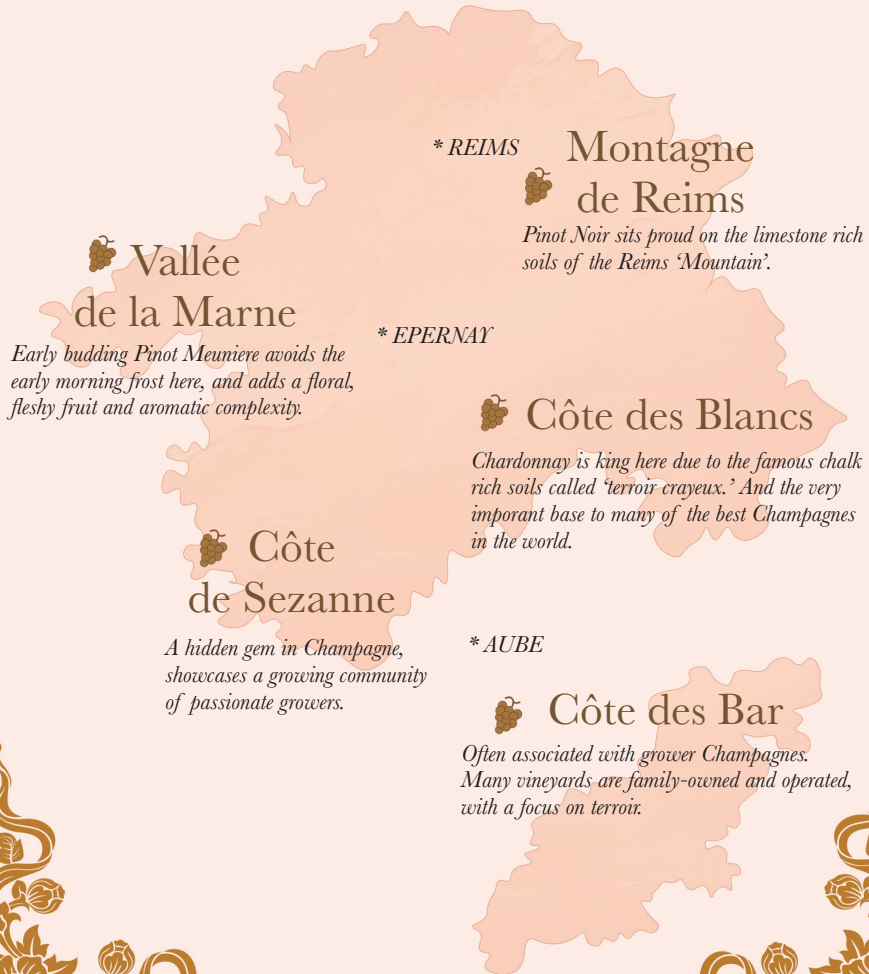 * REIMS
Montagne
de Reims
Pinot Noir sits proud on the limestone rich
soils of the Reims ‘Mountain’.
Vallée
de la Marne
Early budding Pinot Meuniere avoids the
early morning frost here, and adds a floral,
fleshy fruit and aromatic complexity.
* EPERNAY
Côte des Blancs
Chardonnay is king here due to the famous chalk
rich soils called ‘terroir crayeux.’ And the very
imporant base to many of the best Champagnes
in the world.
Côte
de Sezanne
A hidden gem in Champagne,
showcases a growing community
of passionate growers.
* AUBE
Côte des Bar
Often associated with grower Champagnes.
Many vineyards are family-owned and operated,
with a focus on terroir.